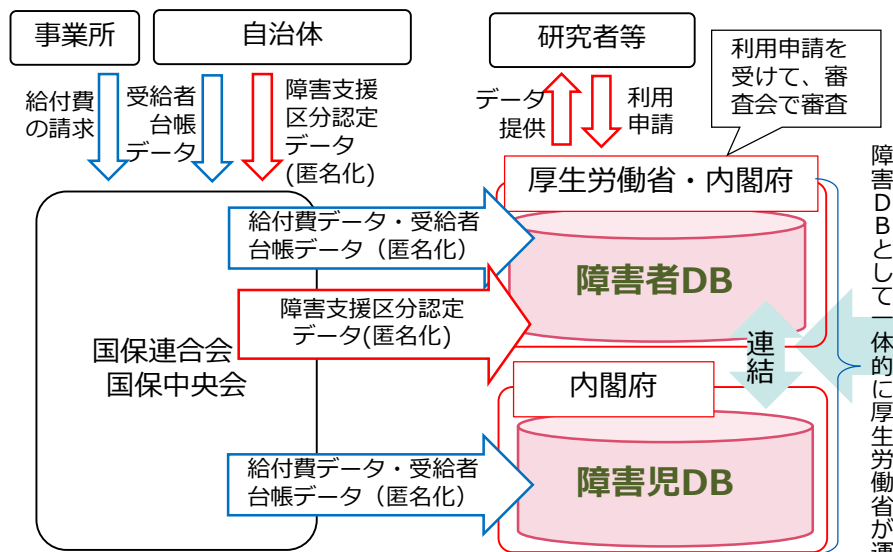 事業所
自治体
研究者等
利用申請を
受けて、審
査会で審査
給付費
の請求
受給者
台帳
データ
障害支援
区分認定
データ
(匿名化)
データ
提供
利用
申請
厚生労働省・内閣府
給付費データ・受給者
台帳データ（匿名化）
障害者DB
障害支援区分認定
データ(匿名化)
国保連合会
国保中央会
連結
内閣府
給付費データ・受給者
台帳データ（匿名化）
障害児DB
障害DBとして一体的に厚生労働省が運